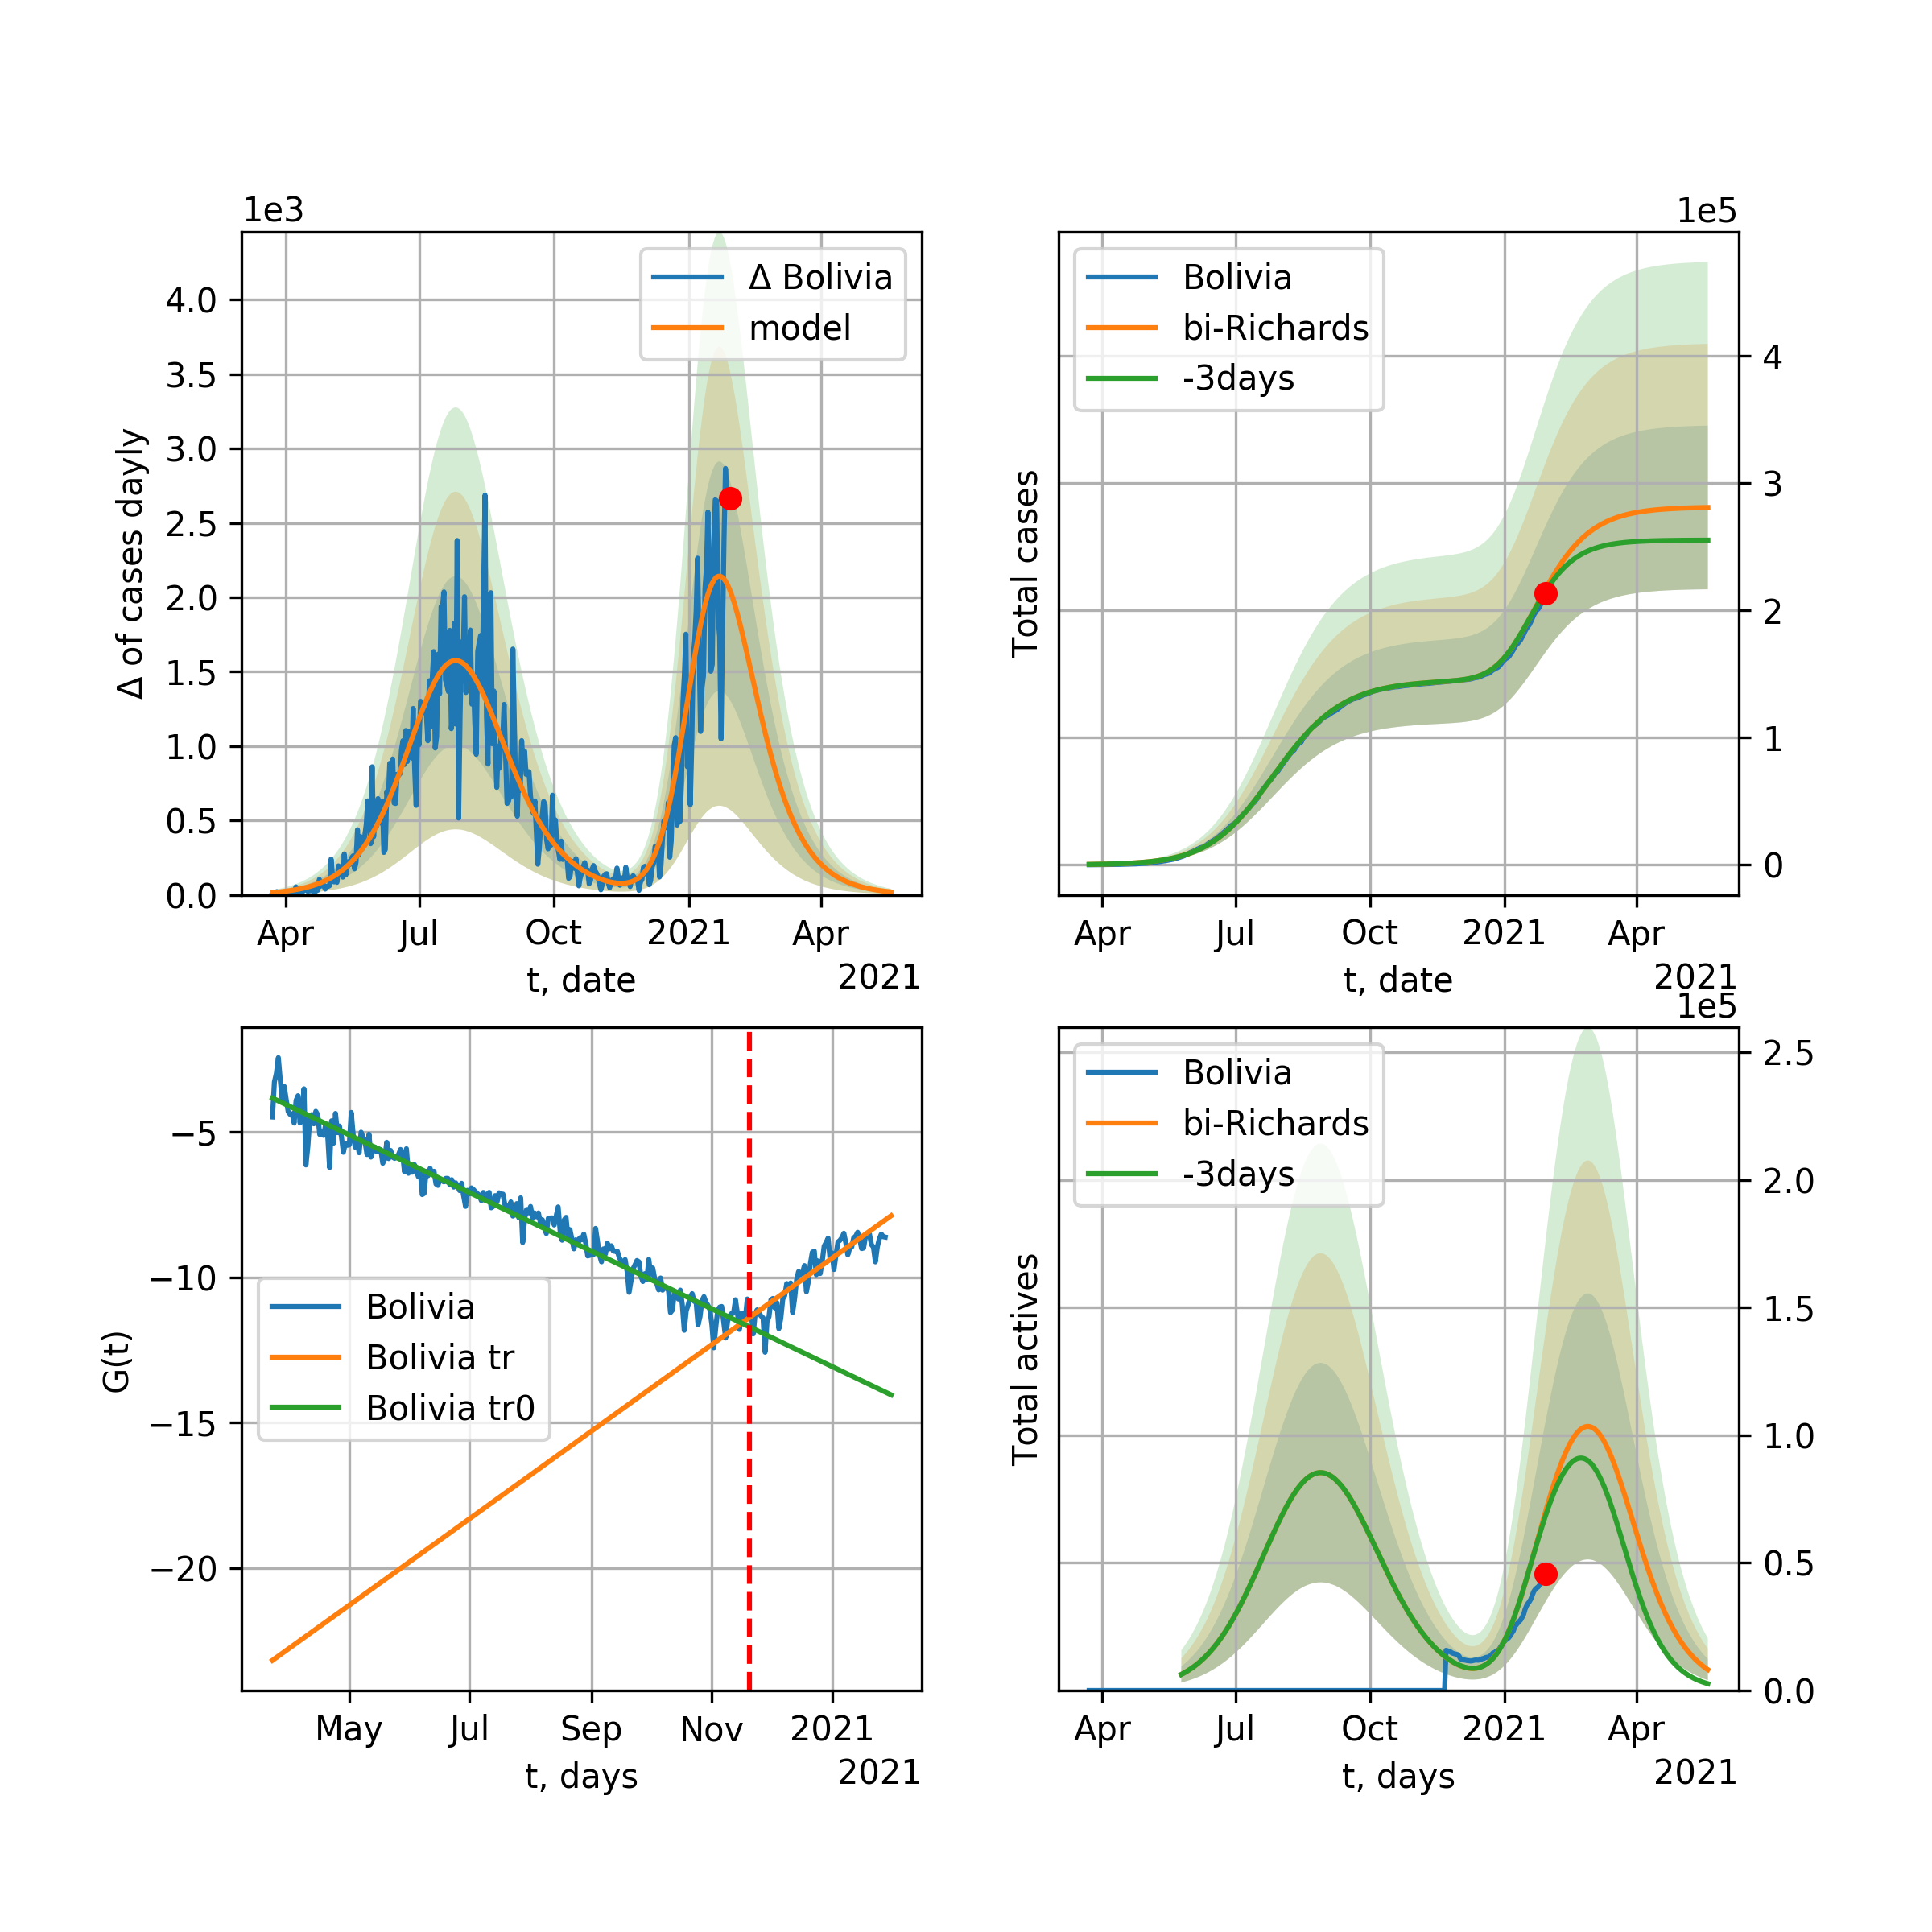 1e3
4.0
3.5
3.0
2.5
2.0
1.5
1.0
0.5
0.0
Δ of cases dayly
Δ Bolivia
model
Apr Jul Oct 2021 Apr
t, date
2021
1e5
Total cases
Bolivia
bi-Richards
-3days
4
3
2
1
0
Apr Jul Oct 2021 Apr
t, date
2021
G(t)
−5
−10
−15
−20
Bolivia
Bolivia tr
Bolivia tr0
May Jul Sep Nov 2021
t, days
2021
1e5
Total actives
Bolivia
bi-Richards
-3days
2.5
2.0
1.5
1.0
0.5
0.0
Apr Jul Oct 2021 Apr
t, days
2021